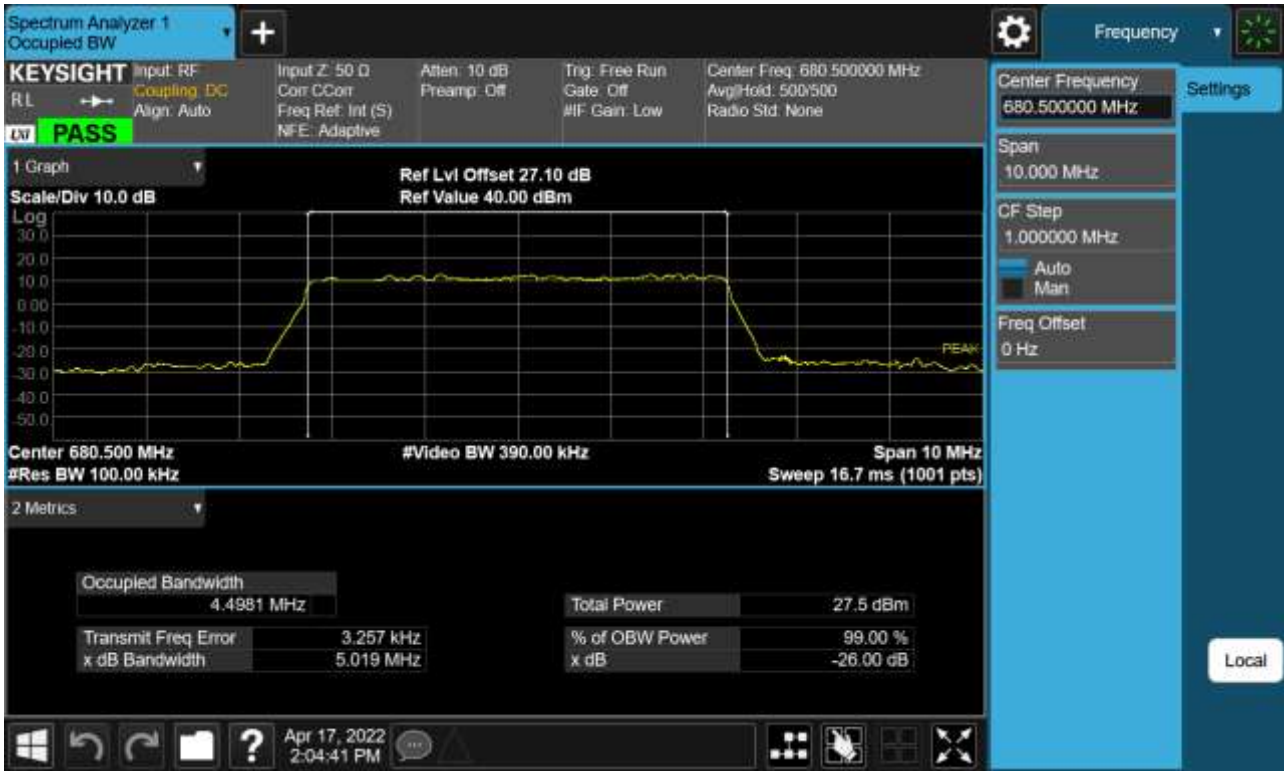 Spectrum Analyzer 1
Occupied BW
+
Frequency
KEYSIGHT
RL
LXI
PASS
Input: RF
Coupling: DC
Align: Auto
Input Z: 50 Ω
Corr CCorr
Freq Ref: Int (S)
NFE: Adaptive
Atten: 10 dB
Preamp: Off
Trig: Free Run
Gate: Off
#IF Gain: Low
Center Freq: 680.500000 MHz
Avg|Hold: 500/500
Radio Std: None
Center Frequency
680.500000 MHz
Settings
Span
10.000 MHz
CF Step
1.000000 MHz
Auto
Man
Freq Offset
0 Hz
Local
1 Graph
Scale/Div 10.0 dB
Ref Lvl Offset 27.10 dB
Ref Value 40.00 dBm
Log
30.0
20.0
10.0
0.00
-10.0
-20.0
-30.0
-40.0
-50.0
PEAK
Center 680.500 MHz
#Video BW 390.00 kHz
Span 10 MHz
#Res BW 100.00 kHz
Sweep 16.7 ms (1001 pts)
2 Metrics
Occupied Bandwidth
4.4981 MHz
Total Power 27.5 dBm
Transmit Freq Error 3.257 kHz
% of OBW Power 99.00 %
x dB Bandwidth 5.019 MHz
x dB -26.00 dB
?
Apr 17, 2022
2:04:41 PM